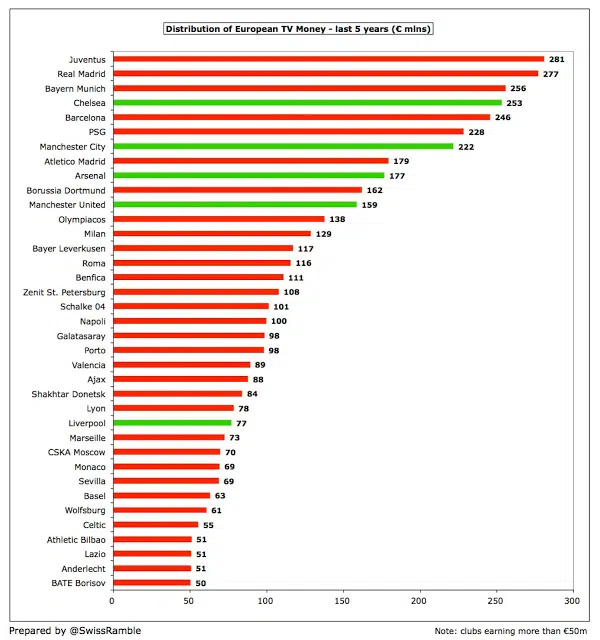 Distribution of European TV Money - last 5 years (€ mlns)
Juventus 281
Real Madrid 277
Bayern Munich 256
Chelsea 253
Barcelona 246
PSG 228
Manchester City 222
Atletico Madrid 179
Arsenal 177
Borussia Dortmund 162
Manchester United 159
Olympiacos 138
Milan 129
Bayer Leverkusen 117
Roma 116
Benfica 111
Zenit St. Petersburg 108
Schalke 04 101
Napoli 100
Galatasaray 98
Porto 98
Valencia 89
Ajax 88
Shakhtar Donetsk 84
Lyon 78
Liverpool 77
Marseille 73
CSKA Moscow 70
Monaco 69
Sevilla 69
Basel 63
Wolfsburg 61
Celtic 55
Athletic Bilbao 51
Lazio 51
Anderlecht 51
BATE Borisov 50
0 50 100 150 200 250 300
Prepared by @SwissRamble Note: clubs earning more than €50m